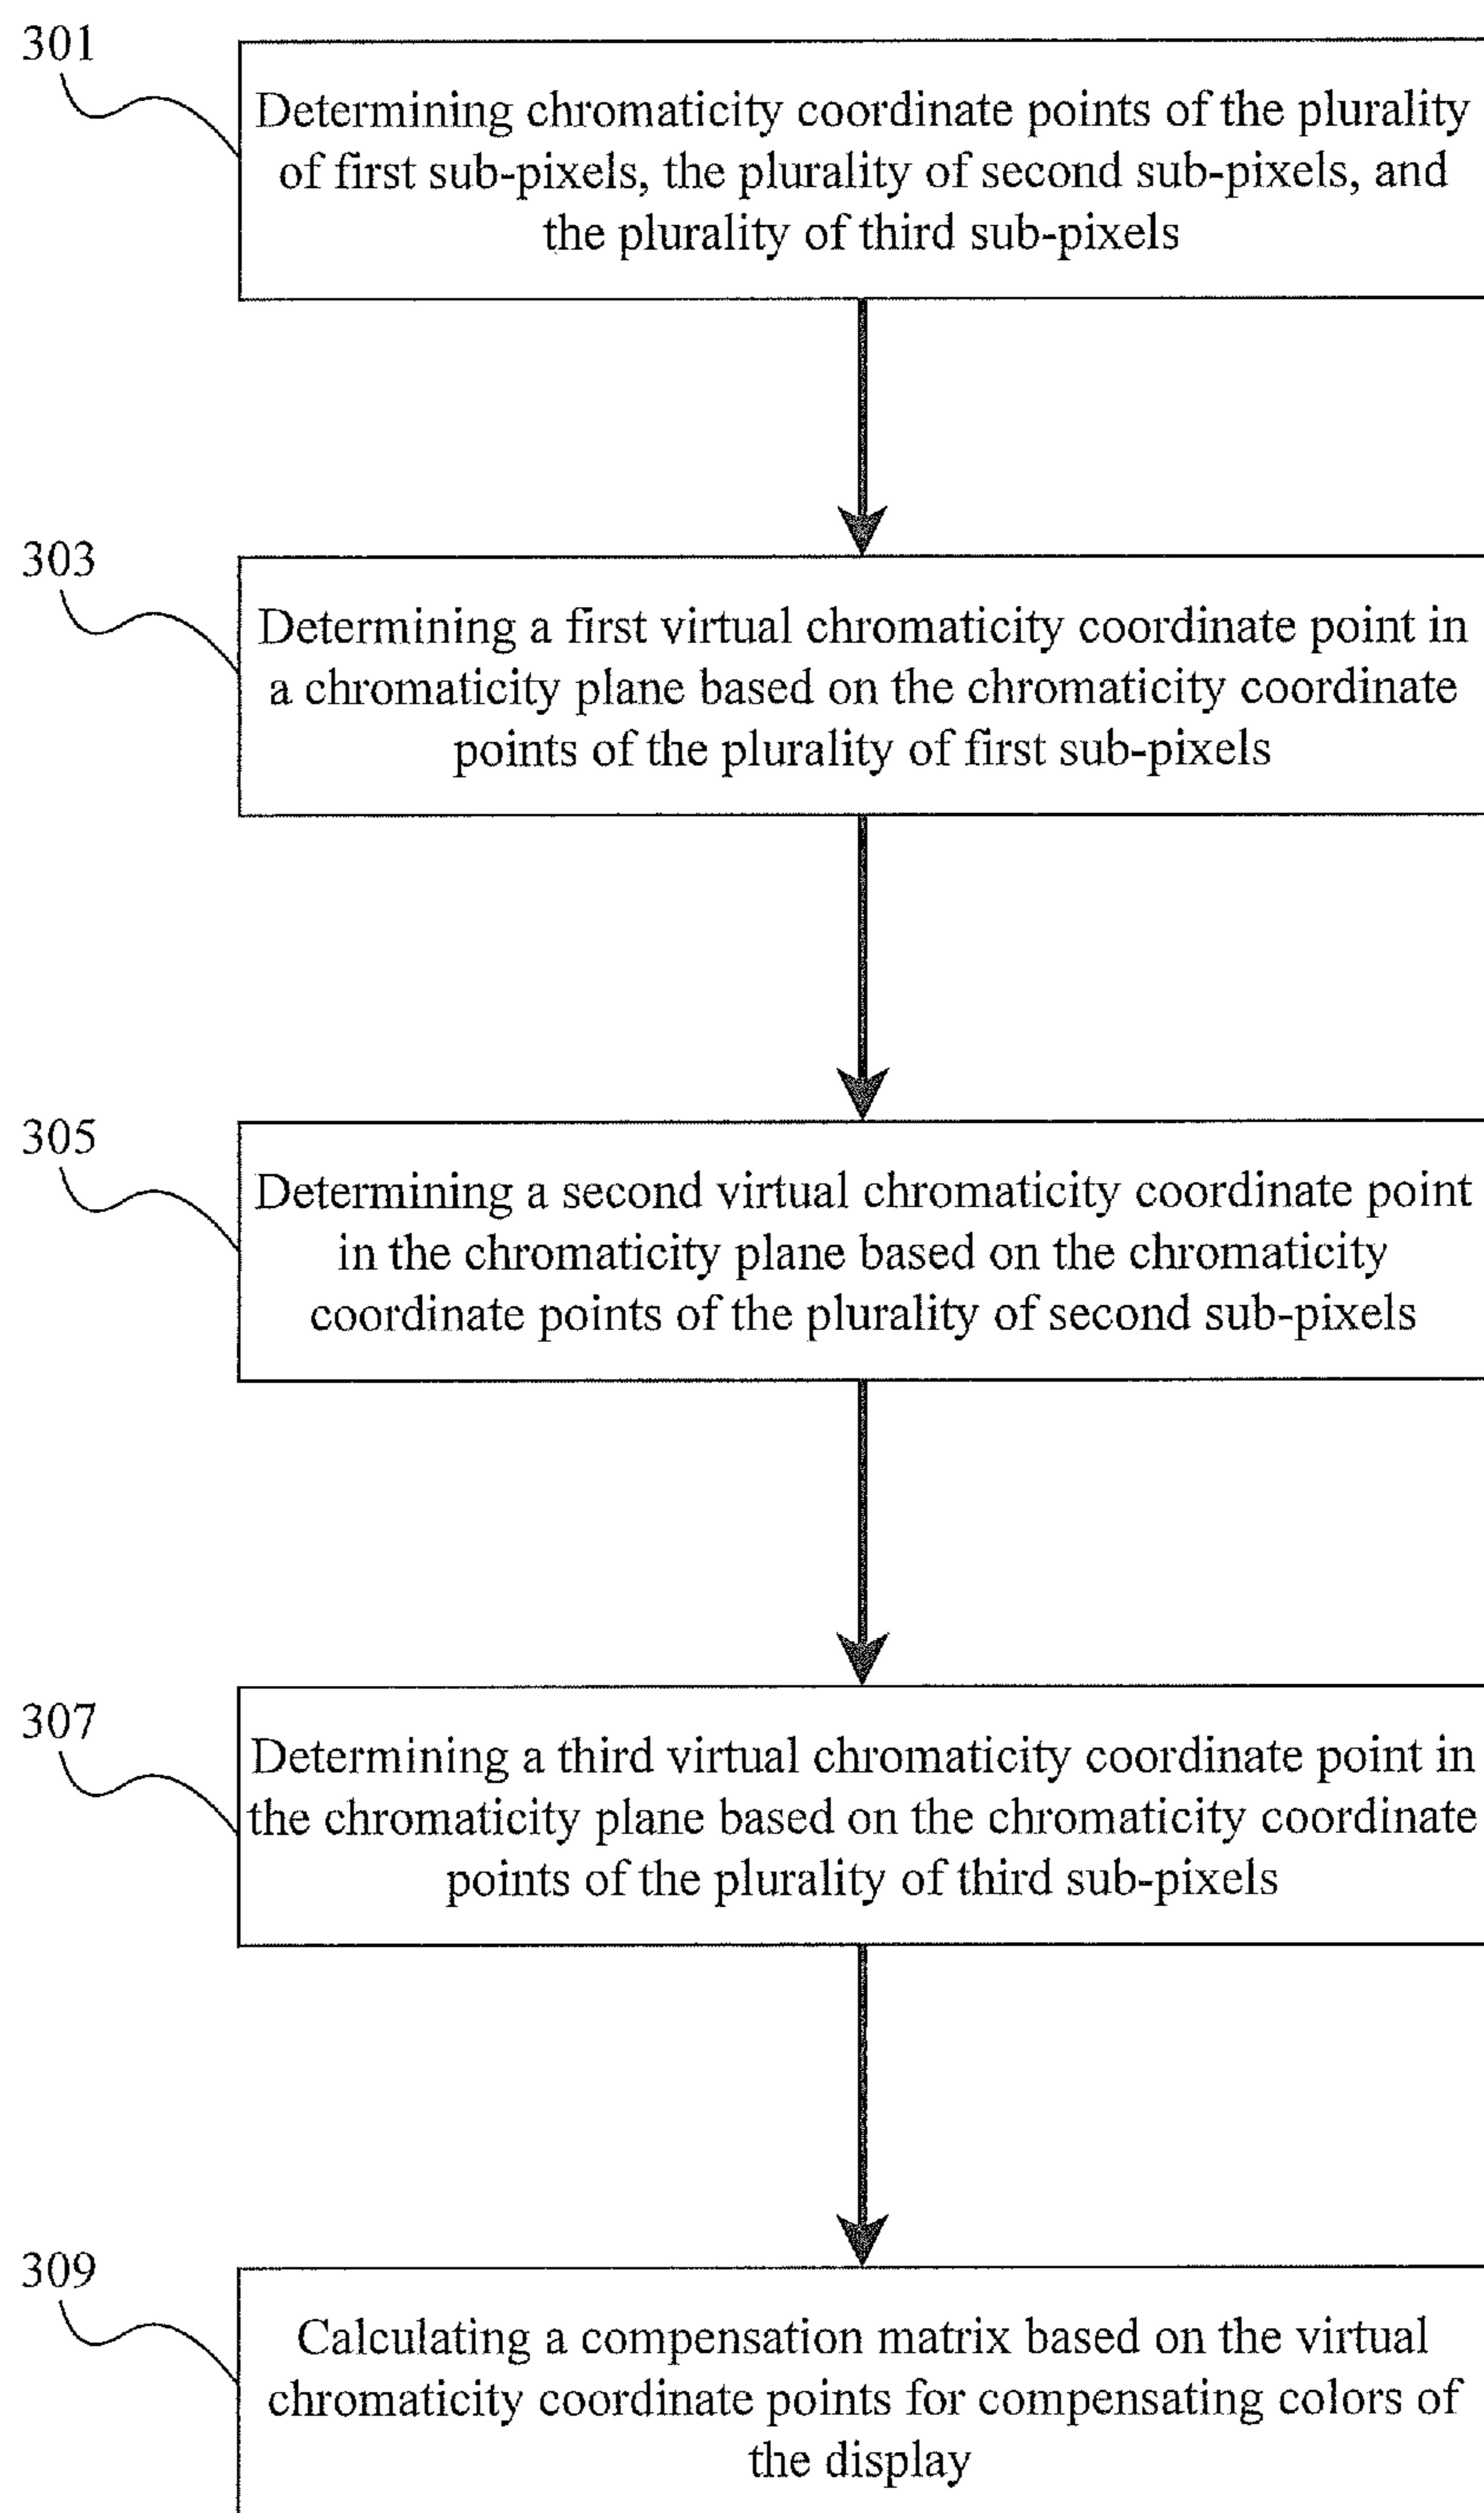 301
Determining chromaticity coordinate points of the plurality
of first sub-pixels, the plurality of second sub-pixels, and
the plurality of third sub-pixels
303
Determining a first virtual chromaticity coordinate point in
a chromaticity plane based on the chromaticity coordinate
points of the plurality of first sub-pixels
305
Determining a second virtual chromaticity coordinate point
in the chromaticity plane based on the chromaticity
coordinate points of the plurality of second sub-pixels
307
Determining a third virtual chromaticity coordinate point in
the chromaticity plane based on the chromaticity coordinate
points of the plurality of third sub-pixels
309
Calculating a compensation matrix based on the virtual
chromaticity coordinate points for compensating colors of
the display